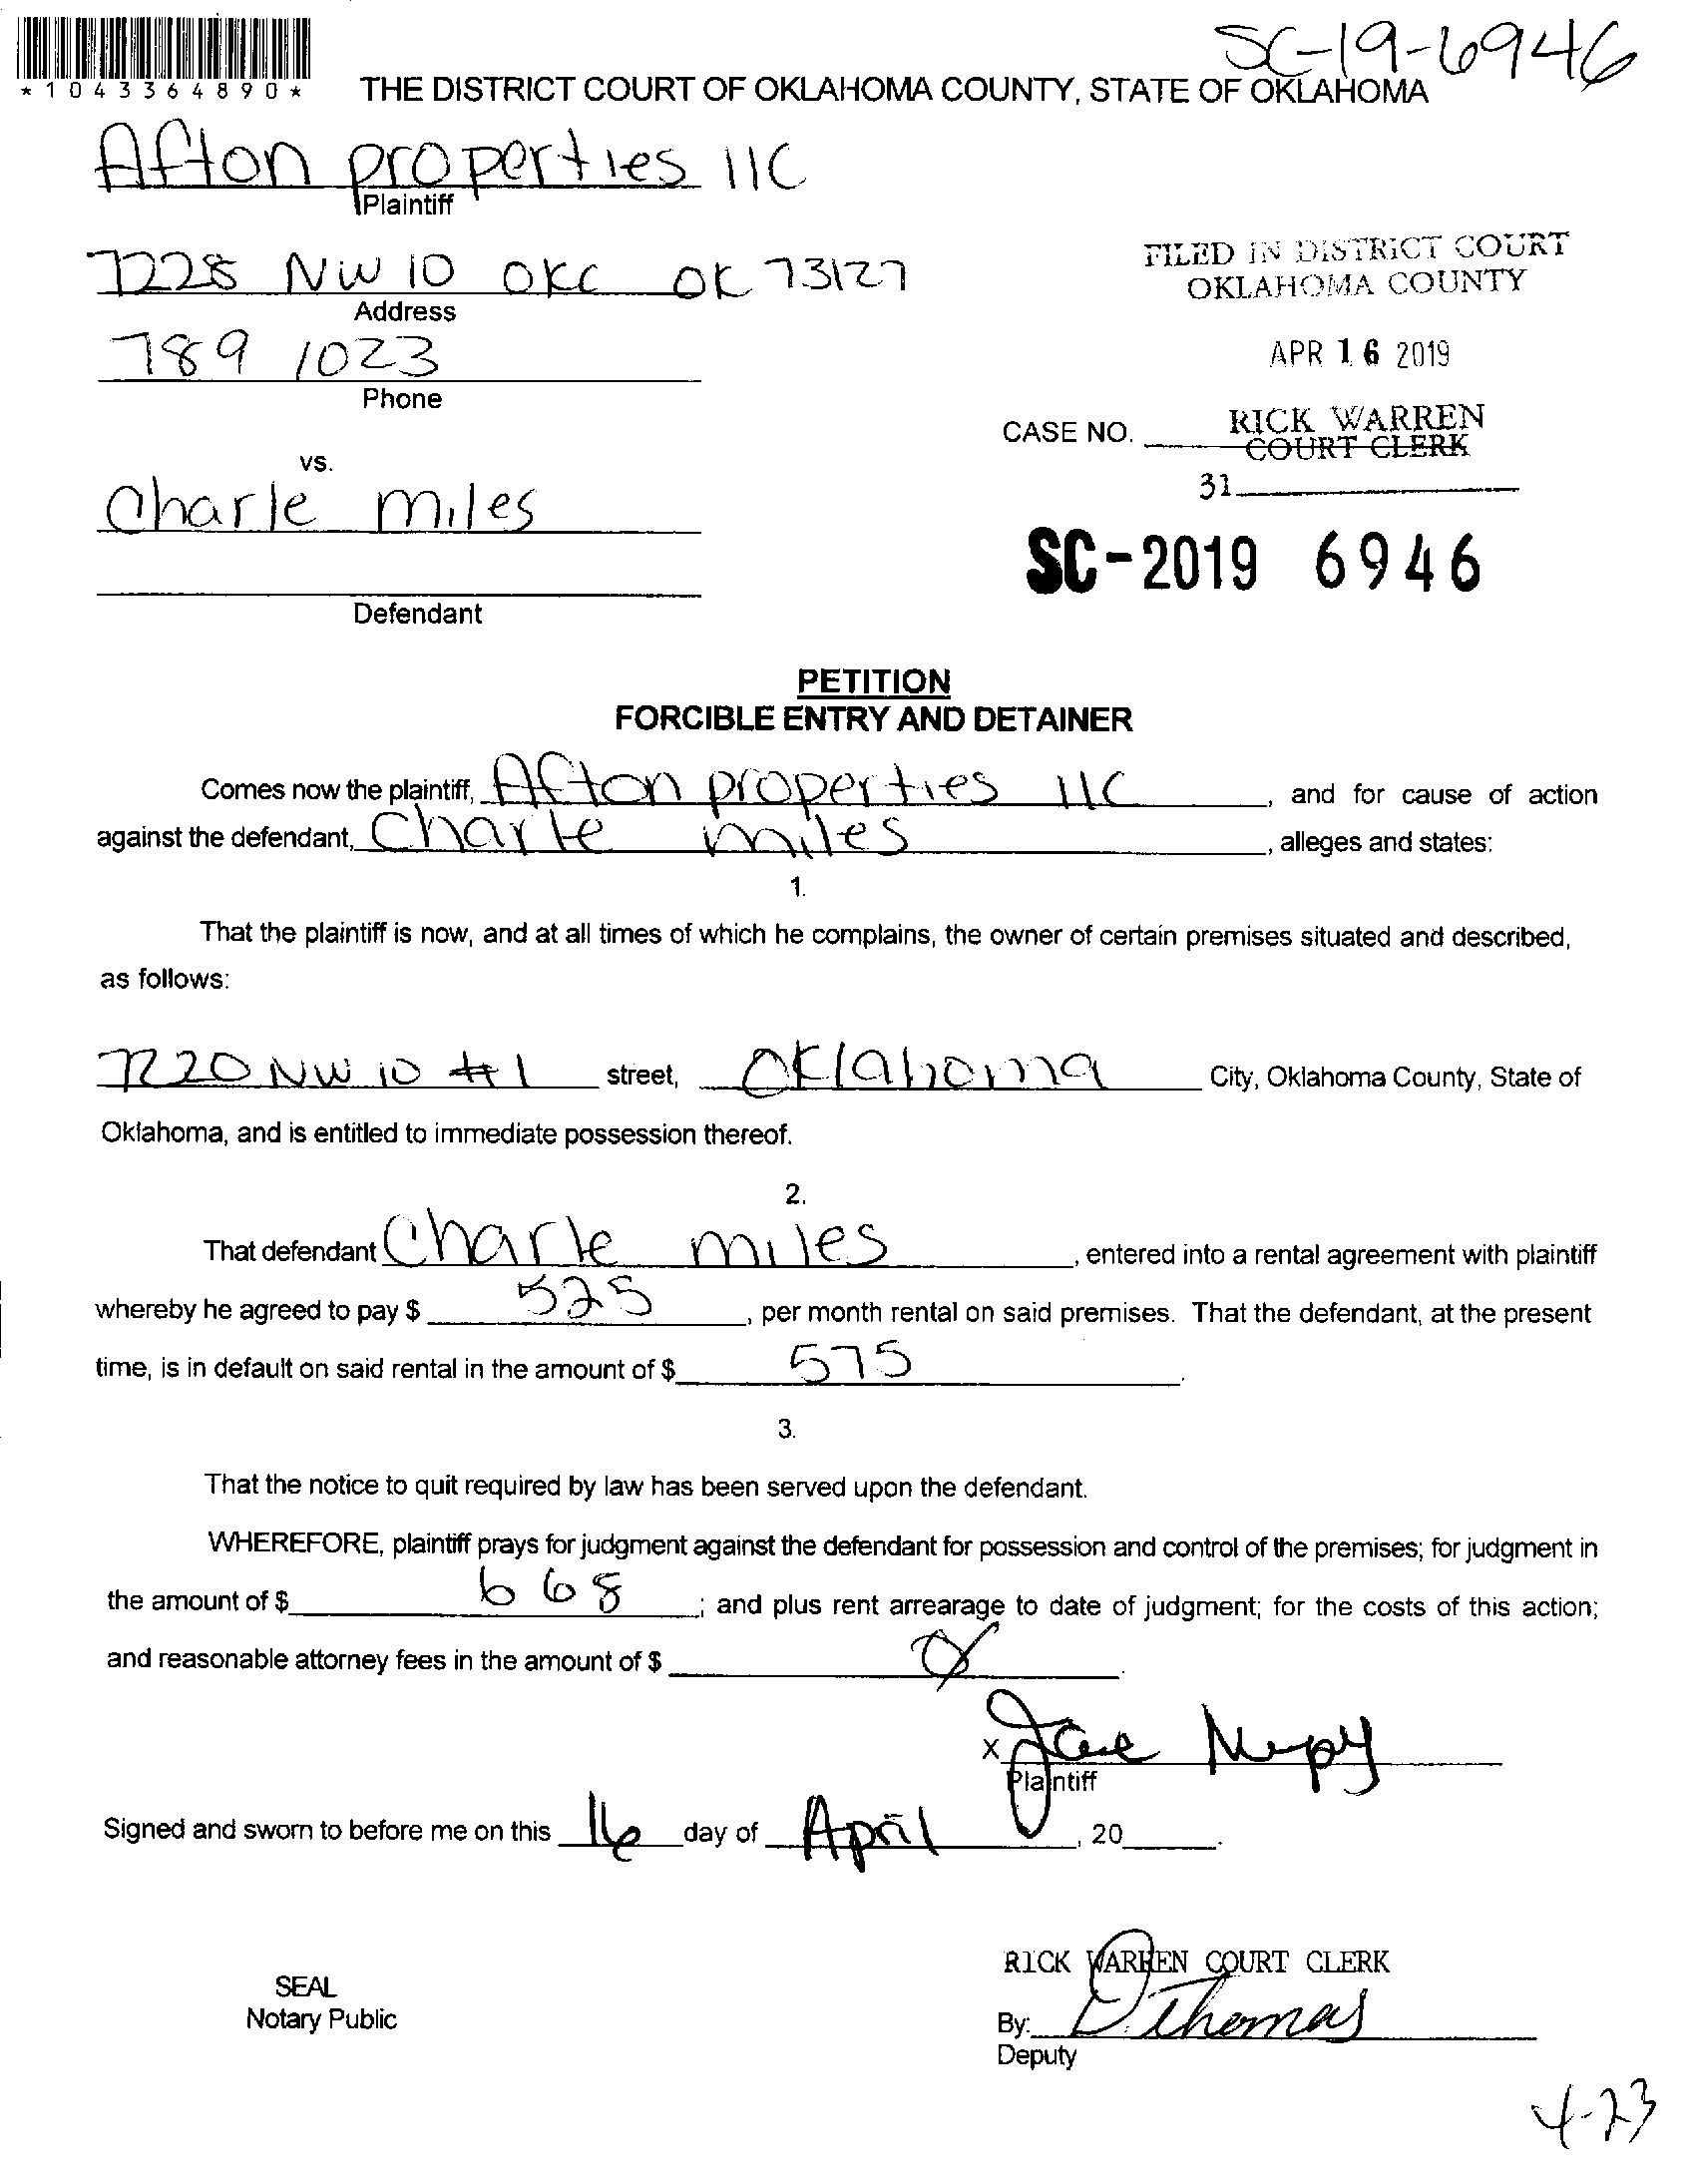 SC-19-6946
*1043364890*
THE DISTRICT COURT OF OKLAHOMA COUNTY, STATE OF OKLAHOMA
Afton properties llc
Plaintiff
7228 NW 10 OKC OK 73127
Address
FILED IN DISTRICT COURT
OKLAHOMA COUNTY
789 1023
Phone
APR 16 2019
CASE NO.
RICK WARREN
COURT CLERK
vs.
31
Charle miles
SC-2019 6946
Defendant
PETITION
FORCIBLE ENTRY AND DETAINER
Comes now the plaintiff, Afton properties llc, and for cause of action
against the defendant, Charle miles, alleges and states:
1.
That the plaintiff is now, and at all times of which he complains, the owner of certain premises situated and described,
as follows:
7220 NW 10 #1 street, Oklahoma City, Oklahoma County, State of
Oklahoma, and is entitled to immediate possession thereof.
2.
That defendant Charle miles, entered into a rental agreement with plaintiff
whereby he agreed to pay $ 525, per month rental on said premises. That the defendant, at the present
time, is in default on said rental in the amount of $ 575.
3.
That the notice to quit required by law has been served upon the defendant.
WHEREFORE, plaintiff prays for judgment against the defendant for possession and control of the premises; for judgment in
the amount of $ 668; and plus rent arrearage to date of judgment; for the costs of this action;
and reasonable attorney fees in the amount of $
X
Plaintiff
Signed and sworn to before me on this 16 day of April, 20
SEAL
Notary Public
RICK WARREN COURT CLERK
By: D. Thomas
Deputy
4-23